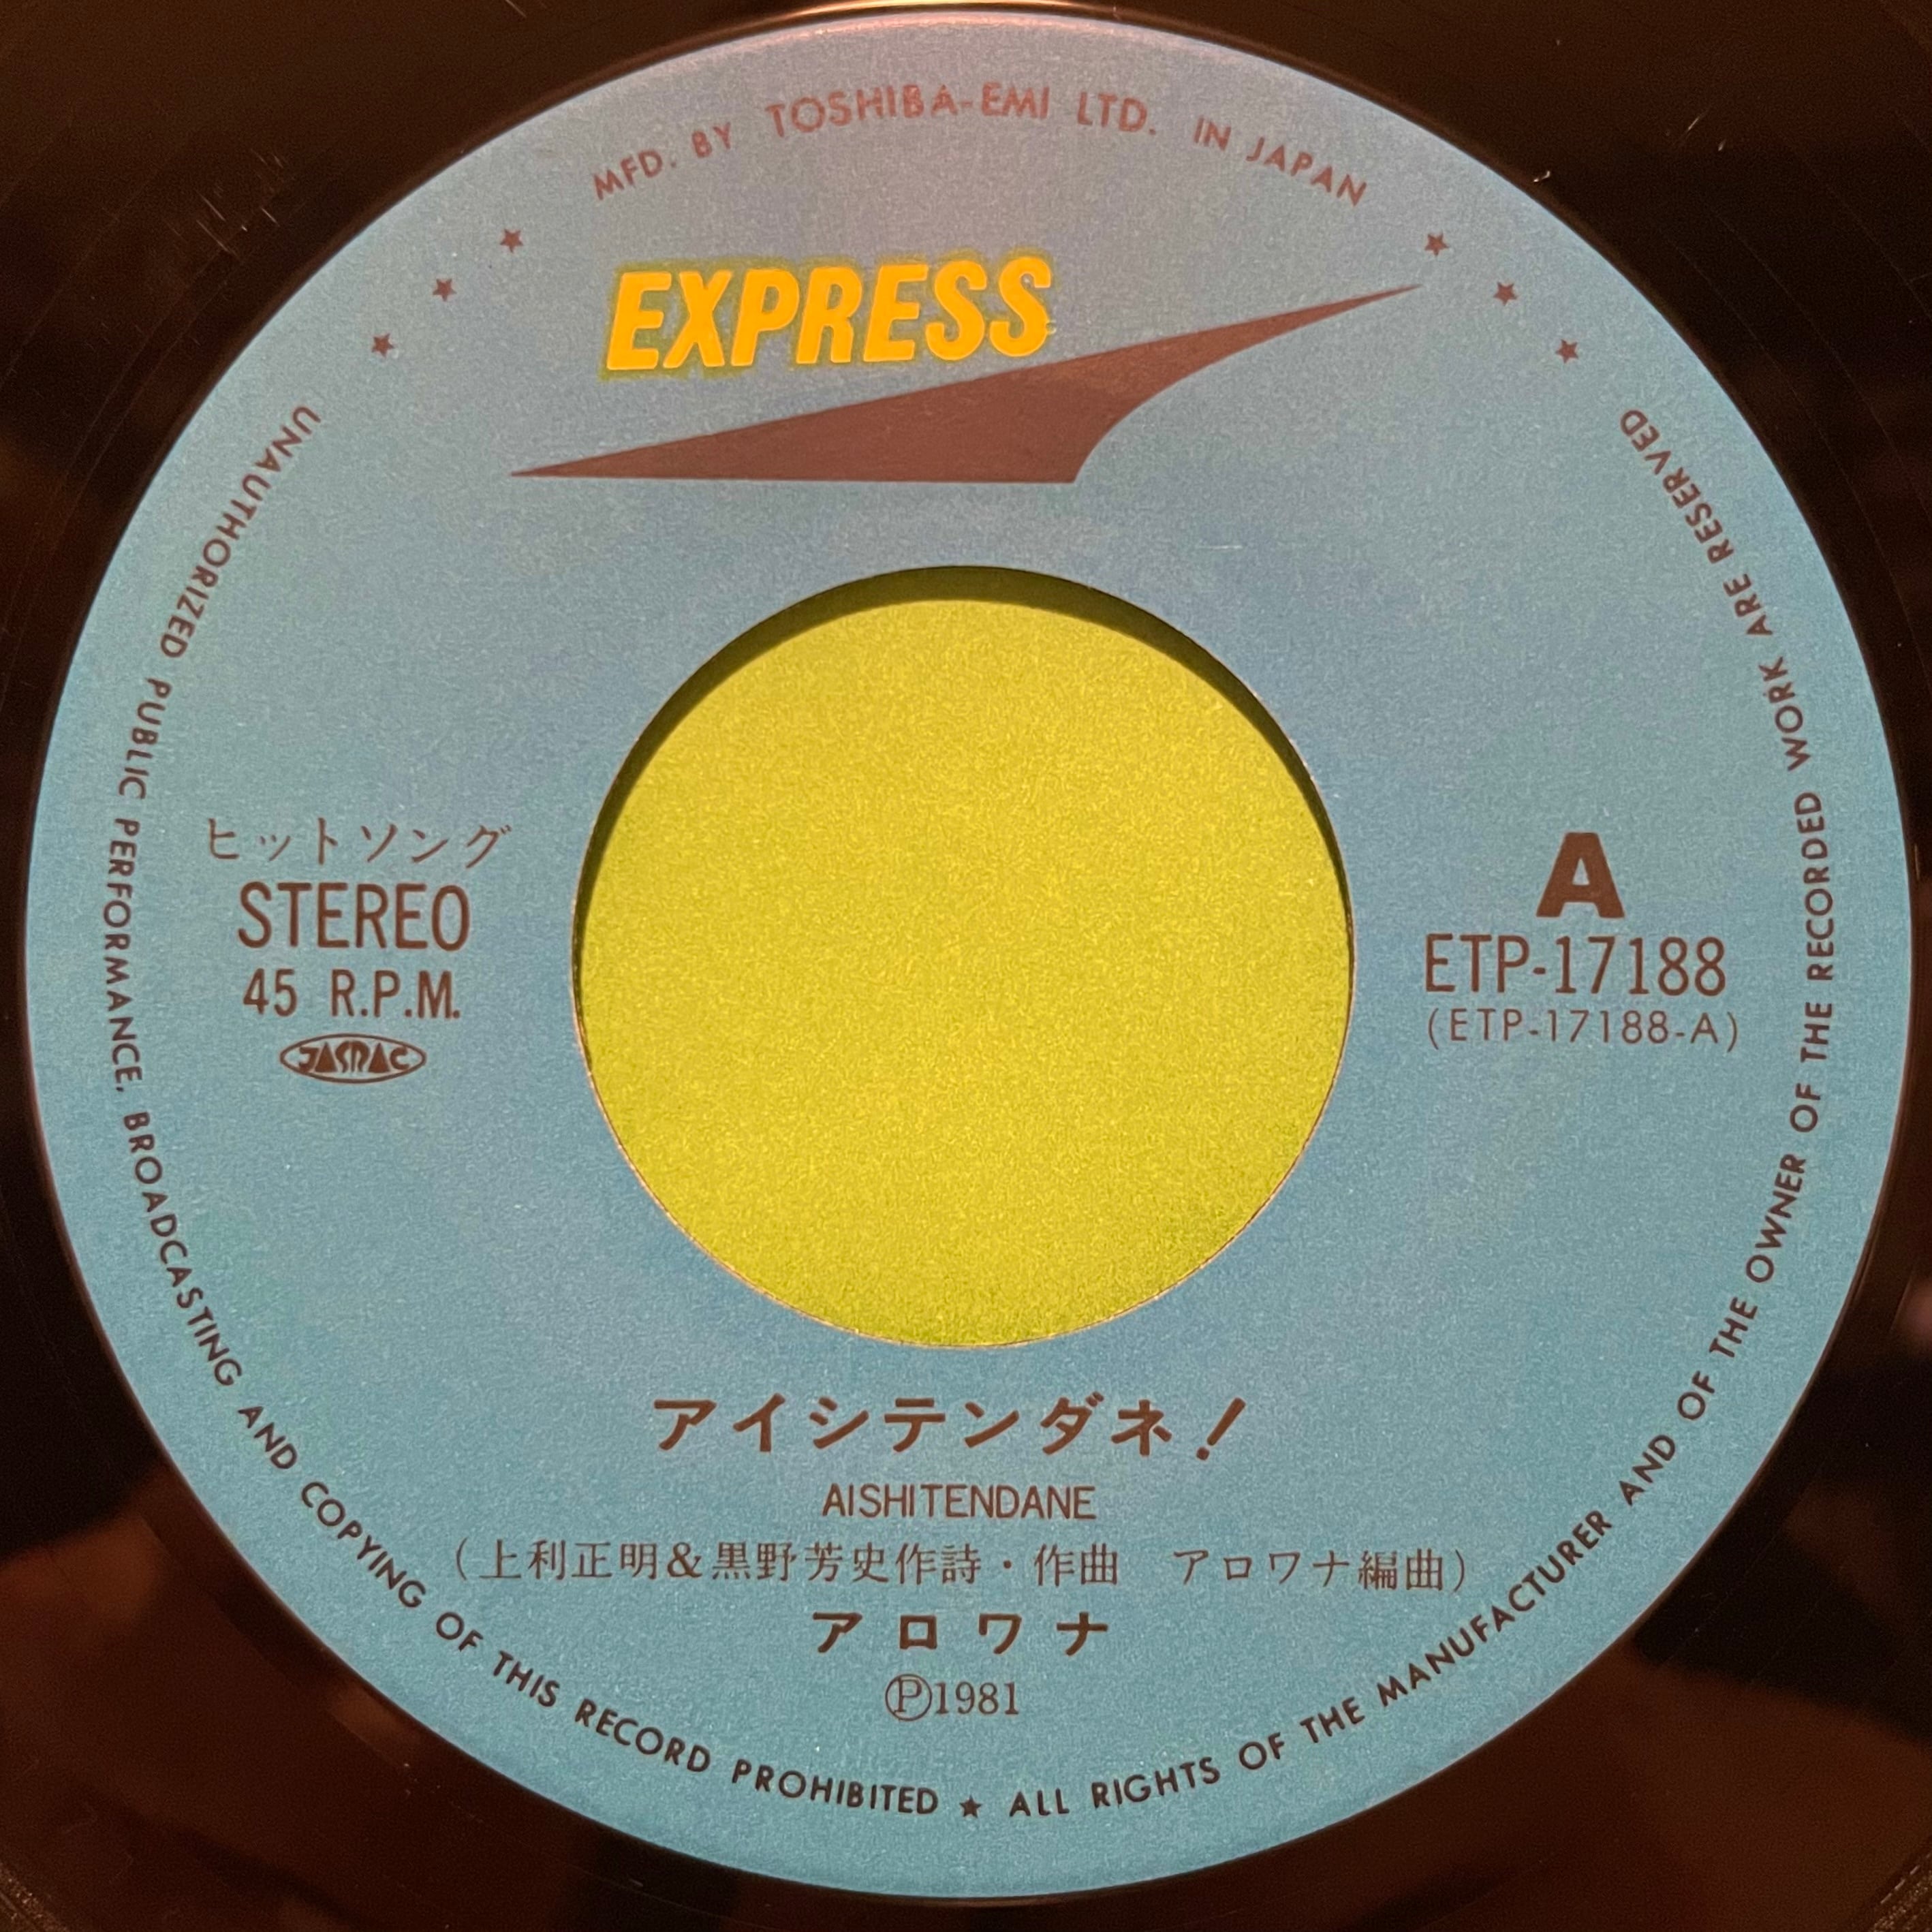 MFD. BY TOSHIBA-EMI LTD. IN JAPAN
EXPRESS
ヒットソング
STEREO
45 R.P.M.
JASRAC
A
ETP-17188
(ETP-17188-A)
アイシテンダネ!
AISHITENDANE
(上利正明&黒野芳史作詩・作曲 アロワナ編曲)
アロワナ
Ⓟ1981
UNAUTHORIZED PUBLIC PERFORMANCE, BROADCASTING AND COPYING OF THIS RECORD PROHIBITED ★ ALL RIGHTS OF THE MANUFACTURER AND OF THE OWNER OF THE RECORDED WORK ARE RESERVED